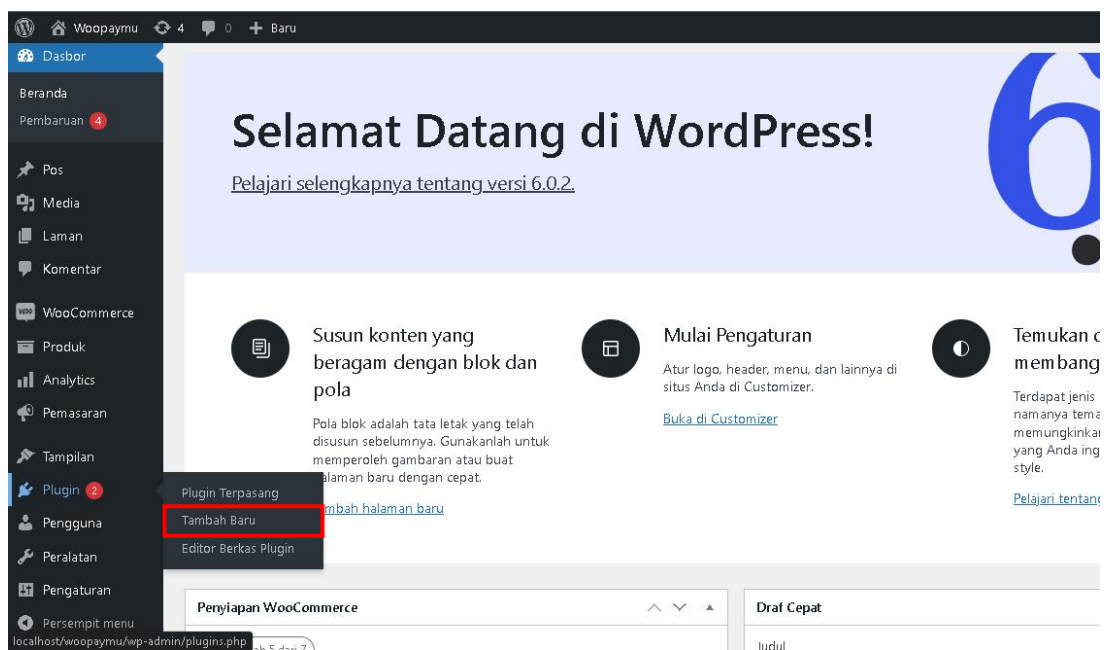 Woopaymu 4 0 Baru
Dasbor
Beranda
Pembaruan 4
Pos
Media
Laman
Komentar
WooCommerce
Produk
Analytics
Pemasaran
Tampilan
Plugin 2
Pengguna
Peralatan
Pengaturan
Persempit menu
localhost/woopaymu/wp-admin/plugins.php
Plugin Terpasang
Tambah Baru
Editor Berkas Plugin
Selamat Datang di WordPress!
Pelajari selengkapnya tentang versi 6.0.2.
6
Susun konten yang
beragam dengan blok dan
pola
Pola blok adalah tata letak yang telah
disusun sebelumnya. Gunakanlah untuk
memperoleh gambaran atau buat
alaman baru dengan cepat.
mbah halaman baru
Mulai Pengaturan
Atur logo, header, menu, dan lainnya di
situs Anda di Customizer.
Buka di Customizer
Temukan
membang
Terdapat jenis
namanya tema
memungkinkan
yang Anda ing
style.
Pelajari tentang
Penyiapan WooCommerce
5 dari 7
Draf Cepat
Judul